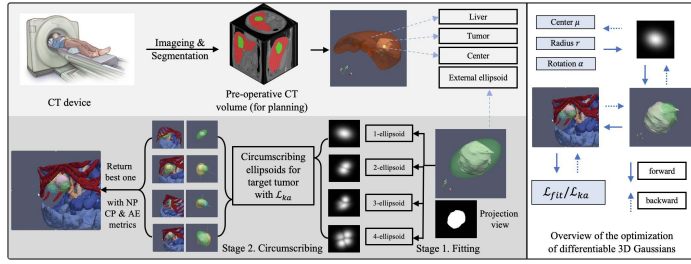 CT device
Imageing &
Segmentation
Pre-operative CT
volume (for planning)
Liver
Tumor
Center
External ellipsoid
Return
best one
with NP
CP & AE
metrics
Circumscribing
ellipsoids for
target tumor
with ℒka
Stage 2. Circumscribing
1-ellipsoid
2-ellipsoid
3-ellipsoid
4-ellipsoid
Stage 1. Fitting
Projection
view
Center μ
Radius r
Rotation α
ℒfit/ℒka
forward
backward
Overview of the optimization
of differentiable 3D Gaussians